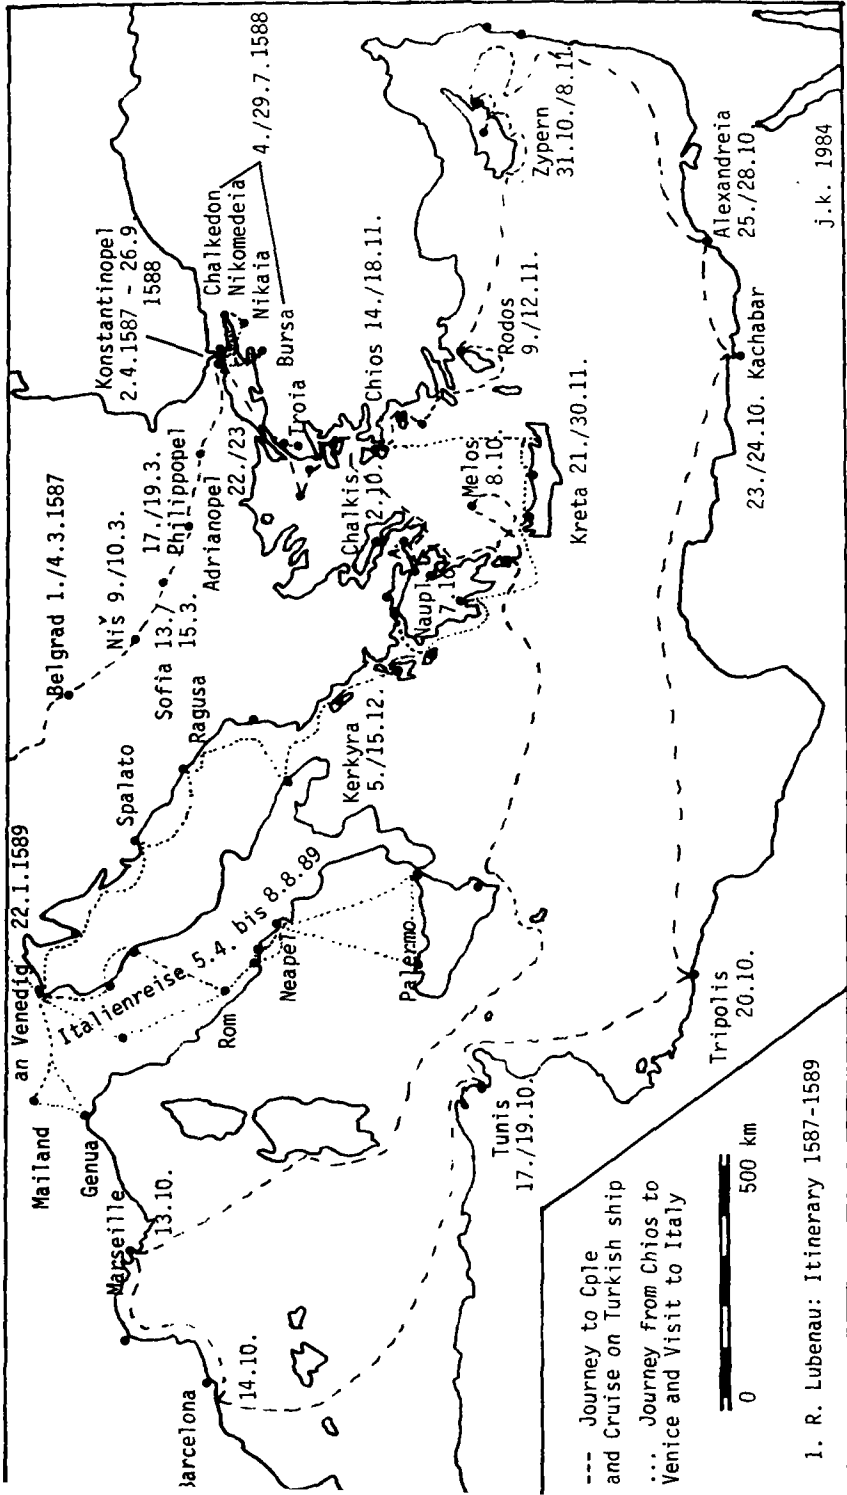 Konstantinopel
2.4.1587 - 26.9.
1588
Chalkedon
Nikomedeia
Nikaia
Bursa
4./29.7.1588
Belgrad 1./4.3.1587
Niš 9./10.3.
Sofia 13./
15.3.
17./19.3.
Philippopel
Adrianopel
22./23
Troia
Chios 14./18.11.
Chalkis
2.10.
Melos
8.10.
Naupl
7.10
Kreta 21./30.11.
Rodos
9./12.11.
Zypern
31.10./8.11.
Alexandreia
25./28.10.
23./24.10. Kachabar
j.k. 1984
an Venedig 22.1.1589
Spalato
Ragusa
Kerkyra
5./15.12.
Italienreise 5.4. bis 8.8.89
Mailand
Genua
Rom
Neapel
Palermo
Marseille
13.10.
Barcelona
14.10.
Tunis
17./19.10.
Tripolis
20.10.
--- Journey to Cple
and Cruise on Turkish ship
... Journey from Chios to
Venice and Visit to Italy
0 500 km
1. R. Lubenau: Itinerary 1587-1589